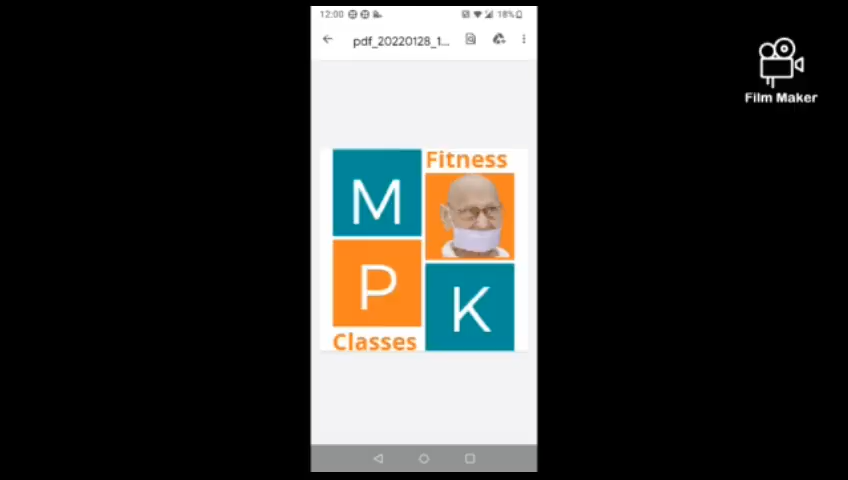 12:00 18%
pdf_20220128_1...
Film Maker
Fitness
M
P
K
Classes